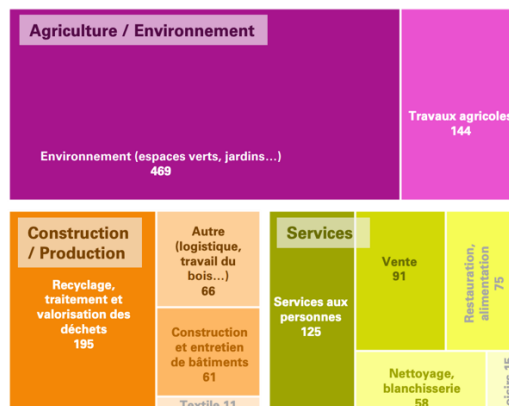 Agriculture / Environnement
Environnement (espaces verts, jardins...)
469
Travaux agricoles
144
Construction
/ Production
Recyclage,
traitement et
valorisation des
déchets
195
Autre
(logistique,
travail du
bois...)
66
Construction
et entretien
de bâtiments
61
Textile 11
Services
Services aux
personnes
125
Vente
91
Restauration,
alimentation
75
Nettoyage,
blanchisserie
58